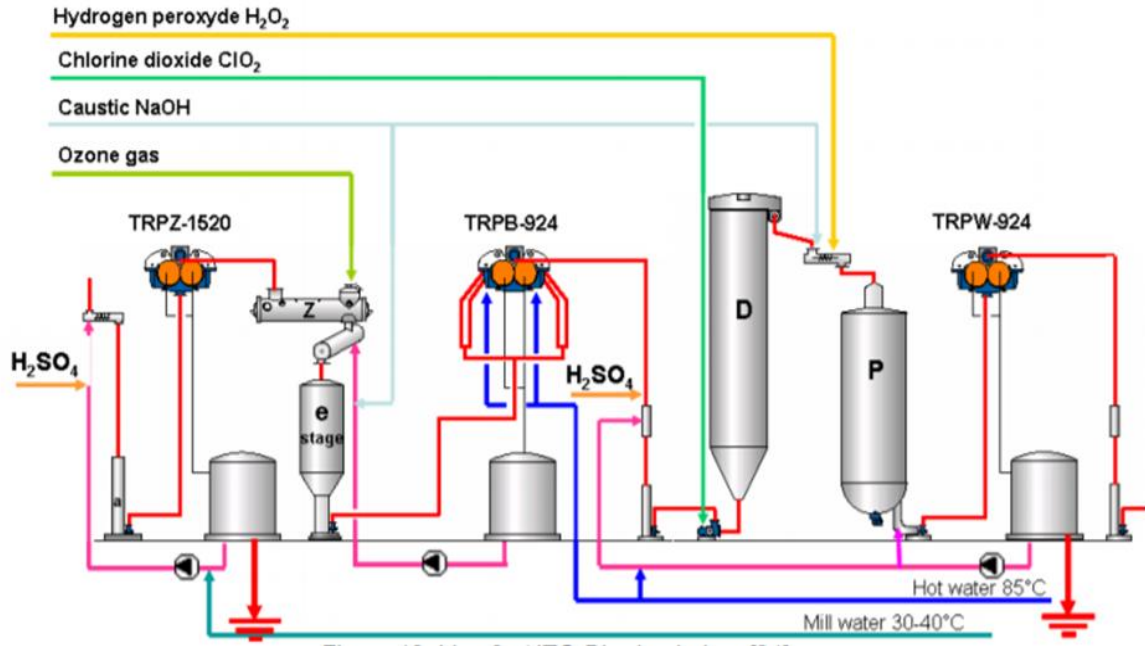 Hydrogen peroxyde H₂O₂
Chlorine dioxide ClO₂
Caustic NaOH
Ozone gas
TRPZ-1520
TRPB-924
TRPW-924
Z
D
P
H₂SO₄
H₂SO₄
e
stage
a
Hot water 85°C
Mill water 30-40°C